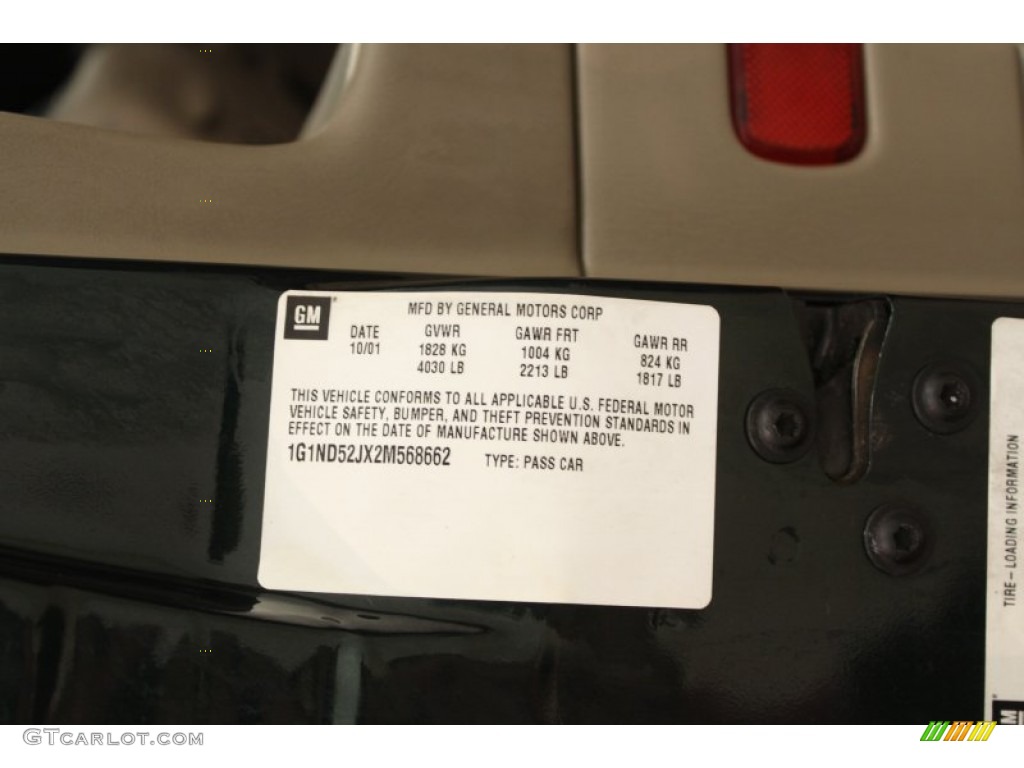 GM
MFD BY GENERAL MOTORS CORP
DATE GVWR GAWR FRT GAWR RR
10/01 1828 KG 1004 KG 824 KG
4030 LB 2213 LB 1817 LB
THIS VEHICLE CONFORMS TO ALL APPLICABLE U.S. FEDERAL MOTOR
VEHICLE SAFETY, BUMPER, AND THEFT PREVENTION STANDARDS IN
EFFECT ON THE DATE OF MANUFACTURE SHOWN ABOVE.
1G1ND52JX2M568662 TYPE: PASS CAR
TIRE – LOADING INFORMATION
GTCarlot.com